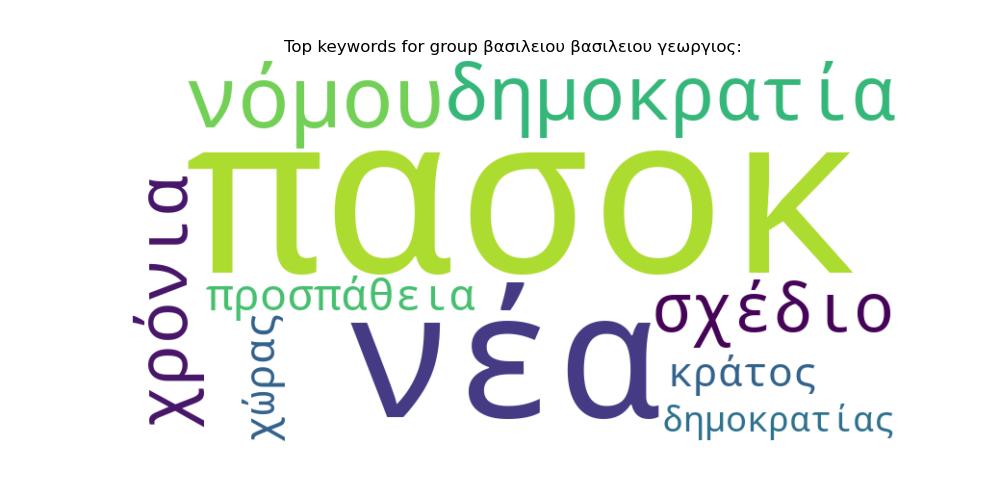 Top keywords for group βασιλειου βασιλειου γεωργιος:
νόμου
δημοκρατία
πασοκ
χρόνια
προσπάθεια
νέα
σχέδιο
χώρας
κράτος
δημοκρατίας